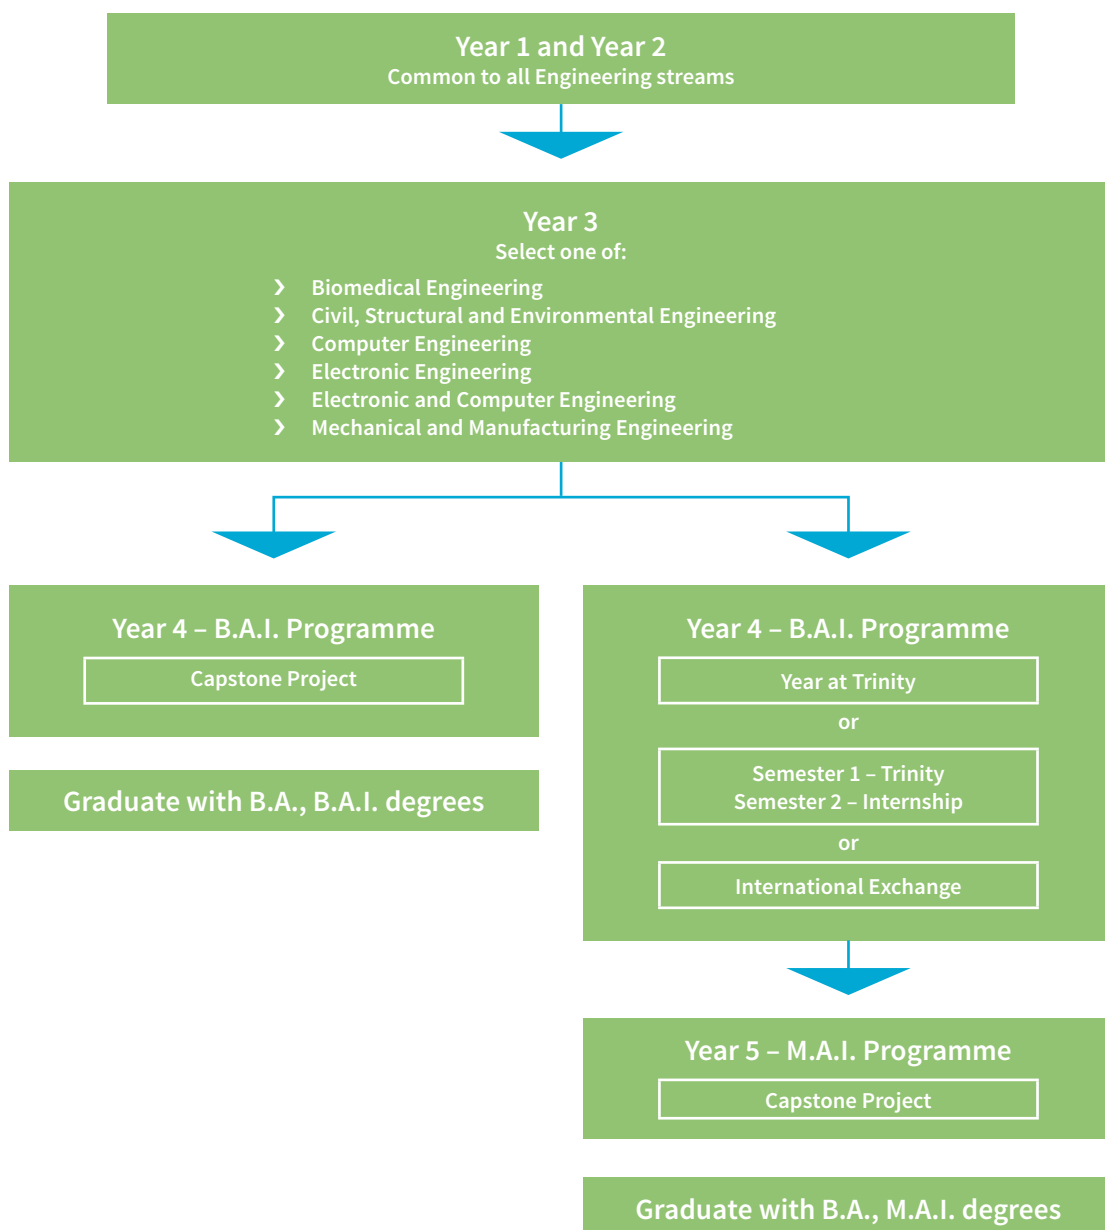 Year 1 and Year 2
Common to all Engineering streams
Year 3
Select one of:
❯ Biomedical Engineering
❯ Civil, Structural and Environmental Engineering
❯ Computer Engineering
❯ Electronic Engineering
❯ Electronic and Computer Engineering
❯ Mechanical and Manufacturing Engineering
Year 4 – B.A.I. Programme
Capstone Project
Graduate with B.A., B.A.I. degrees
Year 4 – B.A.I. Programme
Year at Trinity
or
Semester 1 – Trinity
Semester 2 – Internship
or
International Exchange
Year 5 – M.A.I. Programme
Capstone Project
Graduate with B.A., M.A.I. degrees